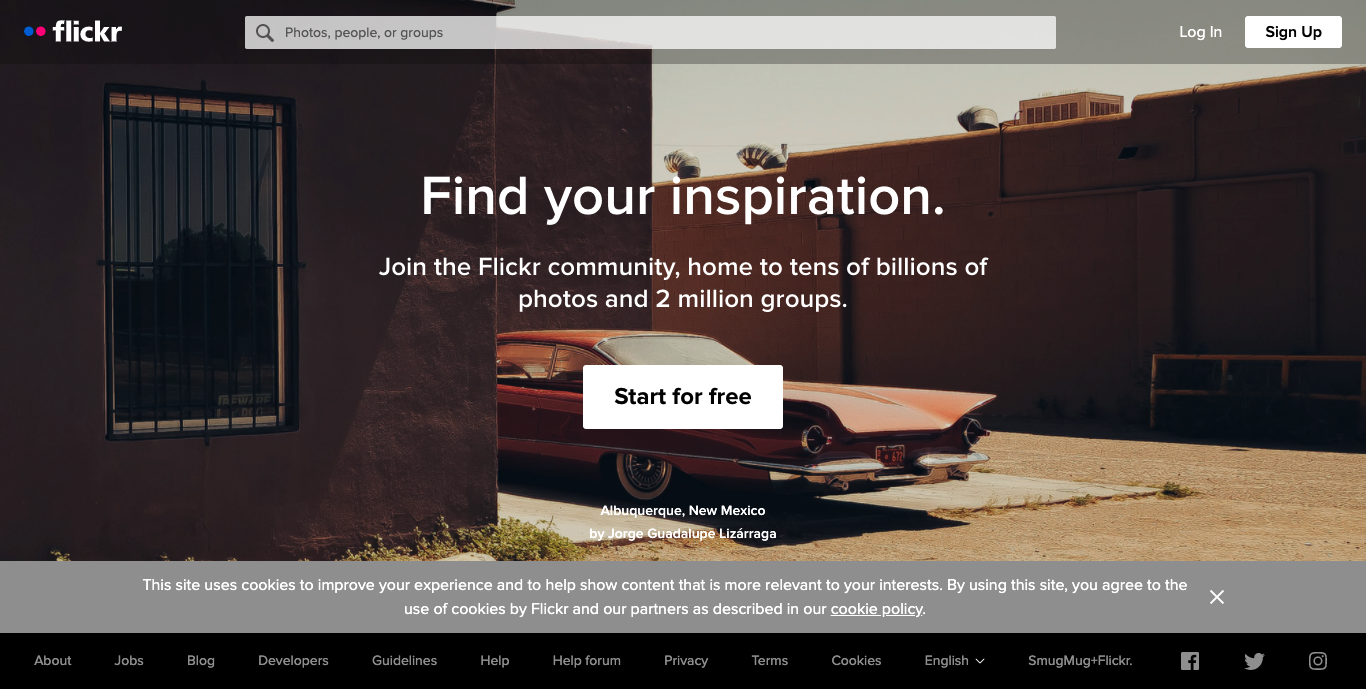 flickr
Photos, people, or groups
Log In
Sign Up
Find your inspiration.
Join the Flickr community, home to tens of billions of
photos and 2 million groups.
Start for free
Albuquerque, New Mexico
by Jorge Guadalupe Lizárraga
This site uses cookies to improve your experience and to help show content that is more relevant to your interests. By using this site, you agree to the
use of cookies by Flickr and our partners as described in our cookie policy.
About
Jobs
Blog
Developers
Guidelines
Help
Help forum
Privacy
Terms
Cookies
English
SmugMug+Flickr.